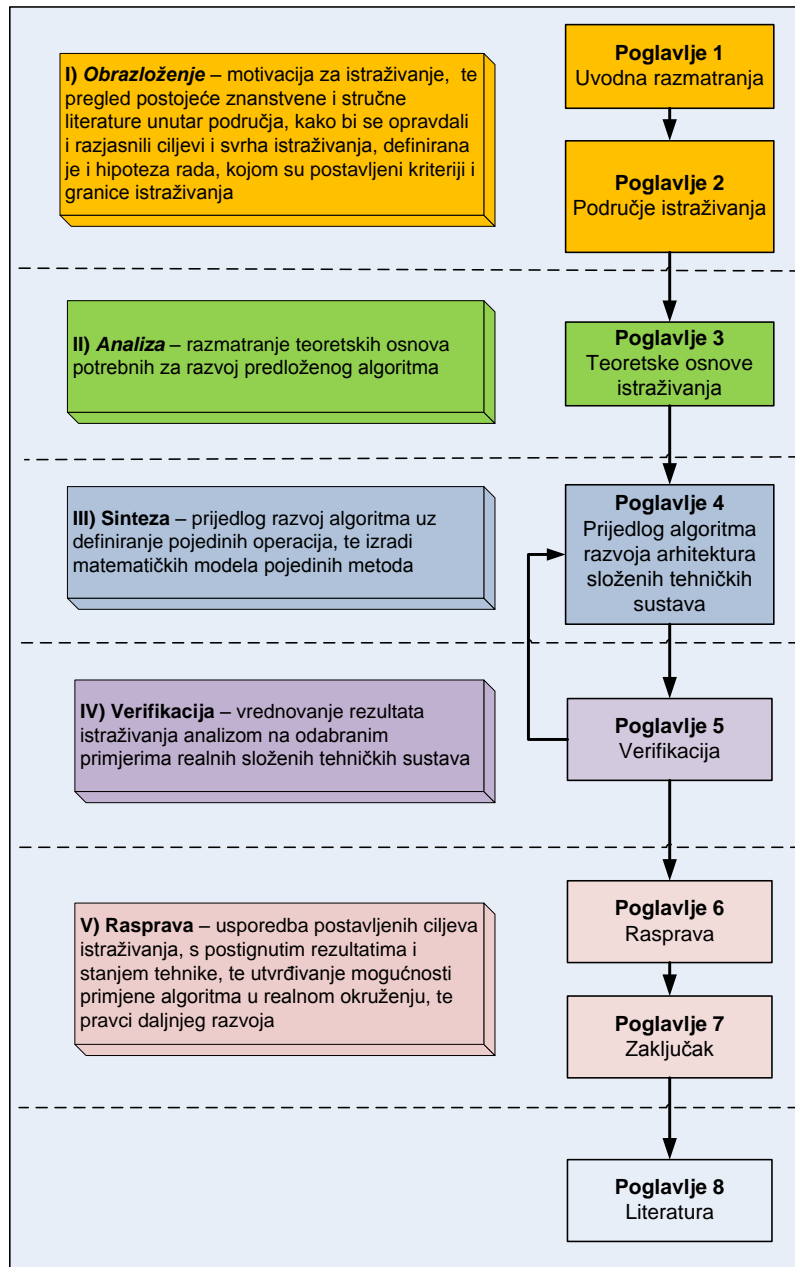 I) Obrazloženje – motivacija za istraživanje, te
pregled postojeće znanstvene i stručne
literature unutar područja, kako bi se opravdali
i razjasnili ciljevi i svrha istraživanja, definirana
je i hipoteza rada, kojom su postavljeni kriteriji i
granice istraživanja
Poglavlje 1
Uvodna razmatranja
Poglavlje 2
Područje istraživanja
II) Analiza – razmatranje teoretskih osnova
potrebnih za razvoj predloženog algoritma
Poglavlje 3
Teoretske osnove
istraživanja
III) Sinteza – prijedlog razvoj algoritma uz
definiranje pojedinih operacija, te izradi
matematičkih modela pojedinih metoda
Poglavlje 4
Prijedlog algoritma
razvoja arhitektura
složenih tehničkih
sustava
IV) Verifikacija – vrednovanje rezultata
istraživanja analizom na odabranim
primjerima realnih složenih tehničkih sustava
Poglavlje 5
Verifikacija
V) Rasprava – usporedba postavljenih ciljeva
istraživanja, s postignutim rezultatima i
stanjem tehnike, te utvrđivanje mogućnosti
primjene algoritma u realnom okruženju, te
pravci daljnjeg razvoja
Poglavlje 6
Rasprava
Poglavlje 7
Zaključak
Poglavlje 8
Literatura